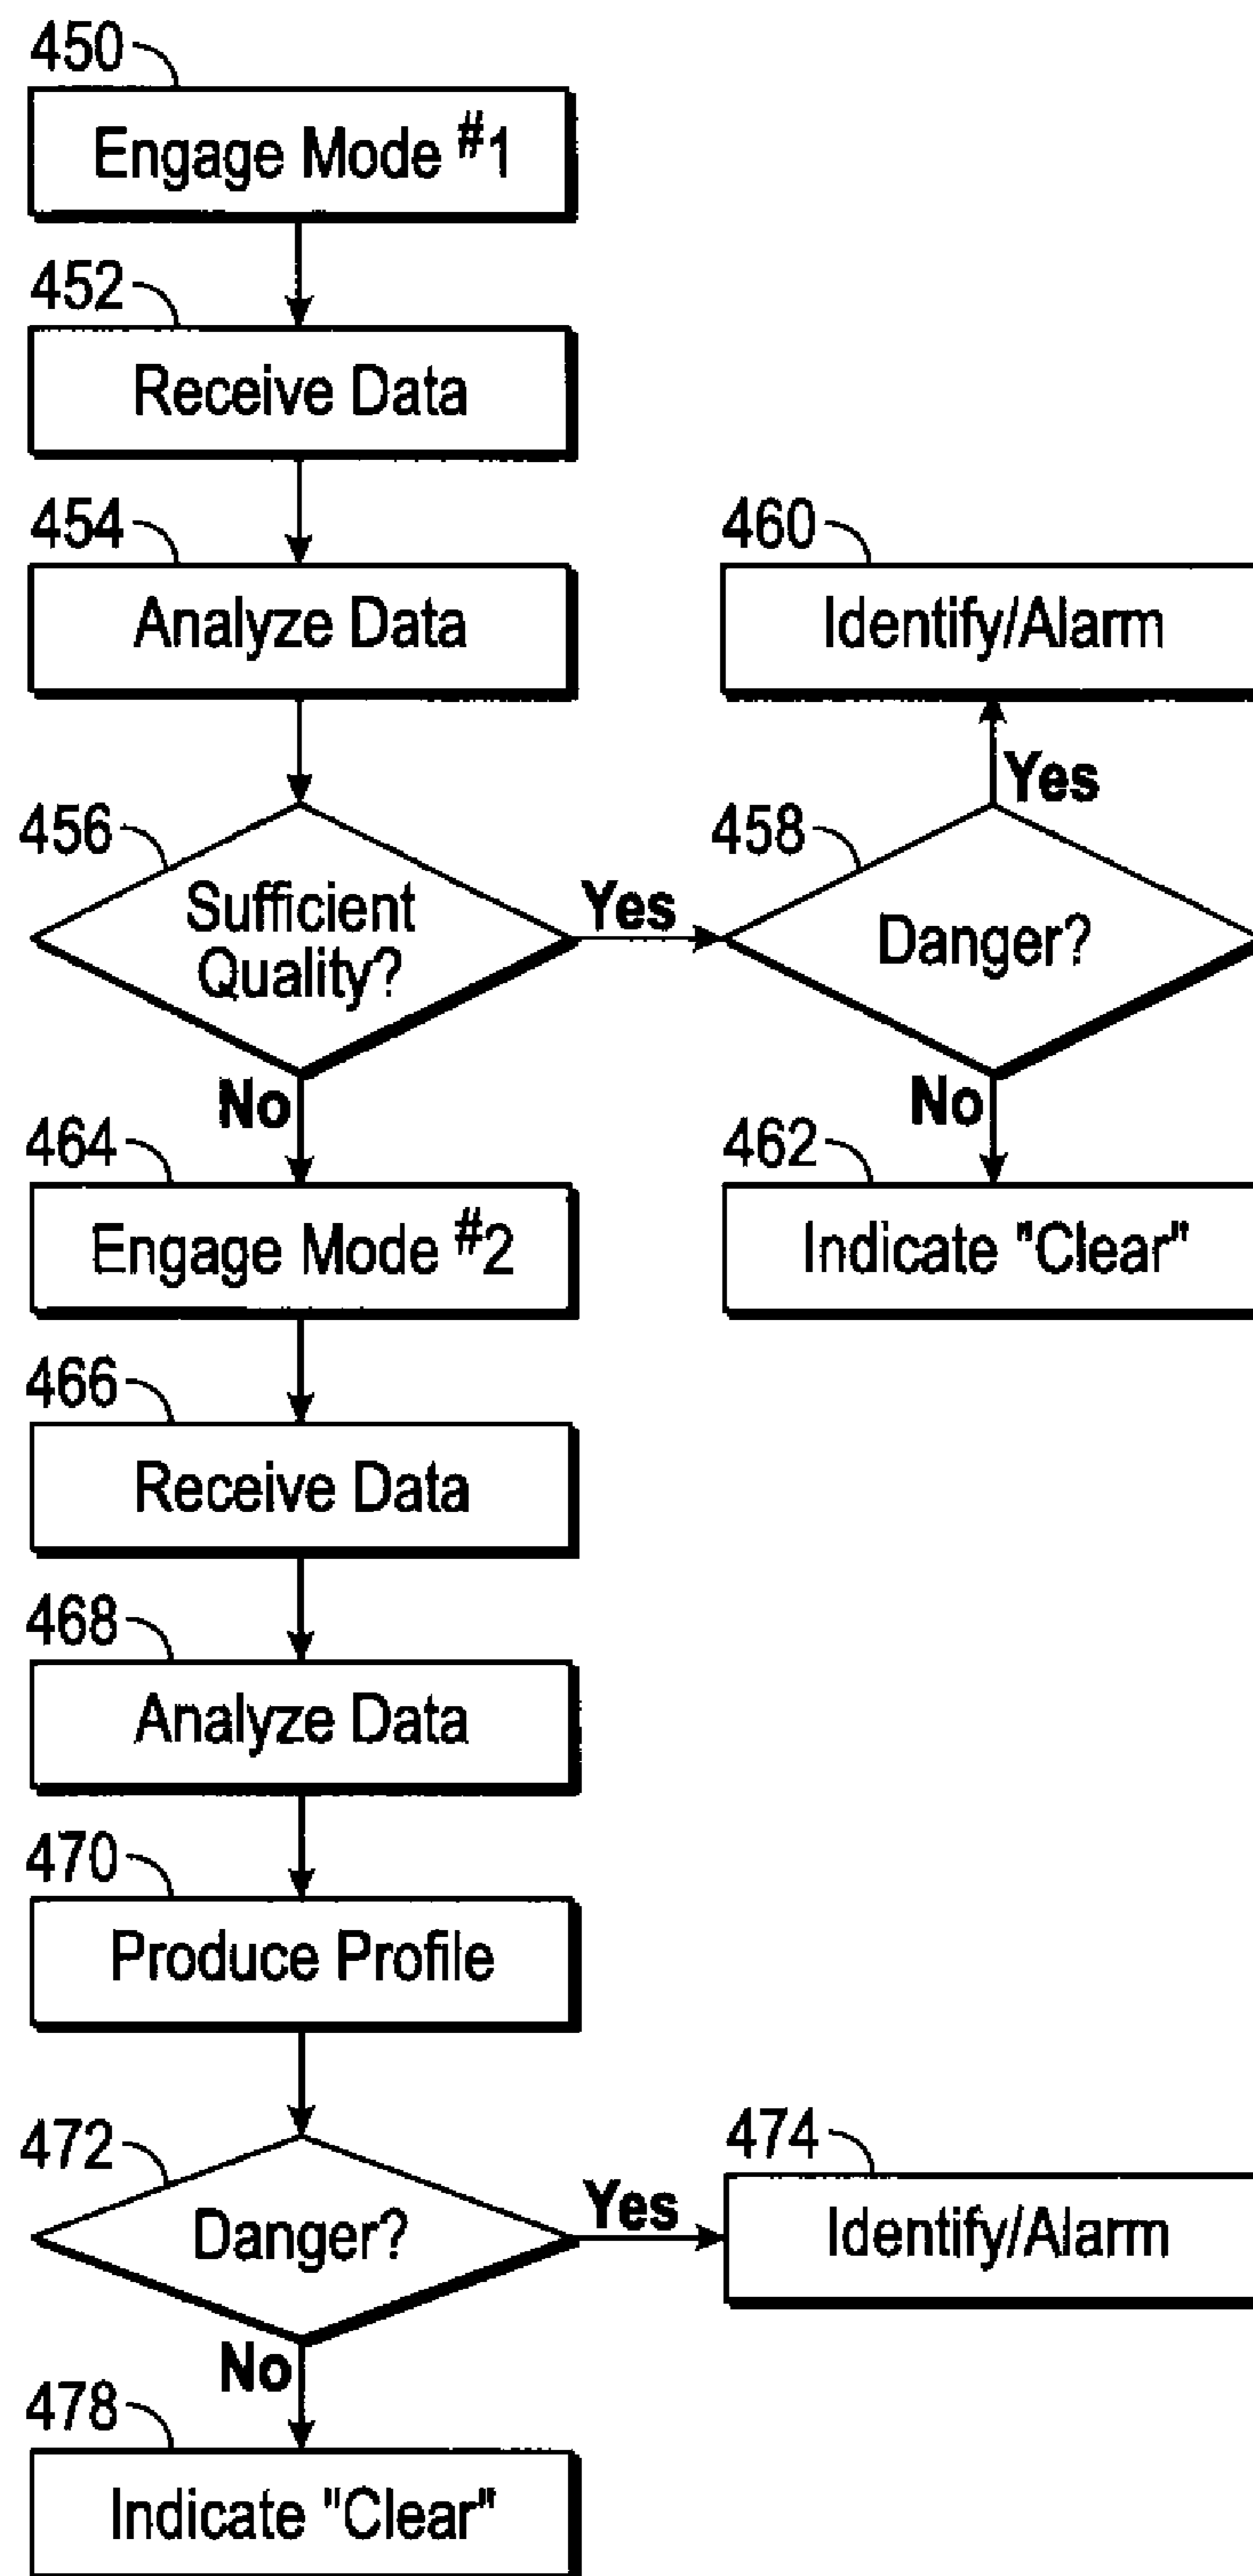 450
Engage Mode #1
452
Receive Data
454
Analyze Data
460
Identify/Alarm
456
Sufficient
Quality?
Yes
458
Danger?
Yes
No
No
464
Engage Mode #2
462
Indicate "Clear"
466
Receive Data
468
Analyze Data
470
Produce Profile
472
Danger?
Yes
474
Identify/Alarm
No
478
Indicate "Clear"